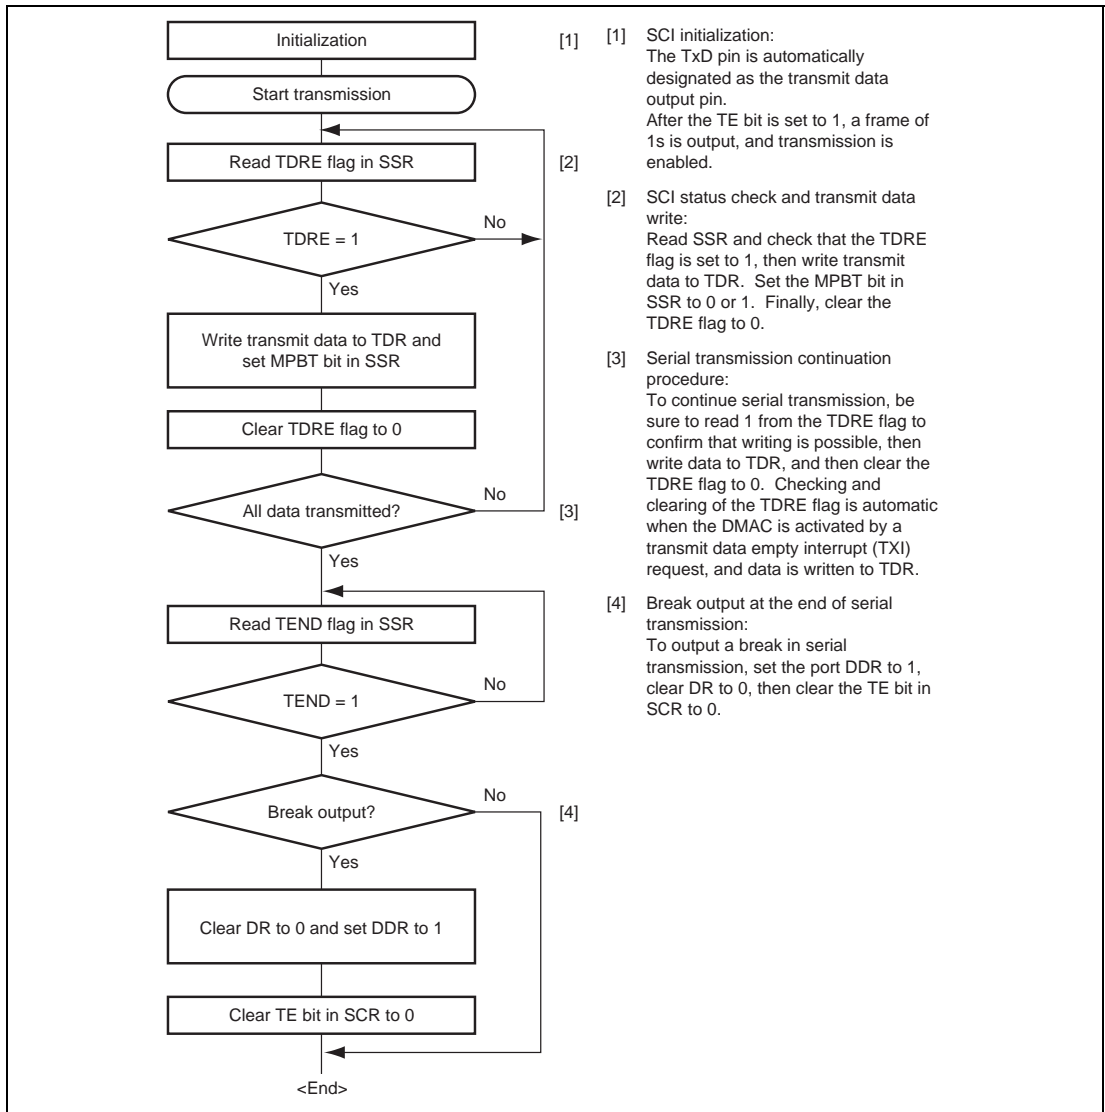 Initialization
[1]
Start transmission
Read TDRE flag in SSR
[2]
TDRE = 1
No
Yes
Write transmit data to TDR and
set MPBT bit in SSR
Clear TDRE flag to 0
All data transmitted?
No
[3]
Yes
Read TEND flag in SSR
TEND = 1
No
Yes
Break output?
No
[4]
Yes
Clear DR to 0 and set DDR to 1
Clear TE bit in SCR to 0
<End>
[1] SCI initialization:
The TxD pin is automatically
designated as the transmit data
output pin.
After the TE bit is set to 1, a frame of
1s is output, and transmission is
enabled.
[2] SCI status check and transmit data
write:
Read SSR and check that the TDRE
flag is set to 1, then write transmit
data to TDR. Set the MPBT bit in
SSR to 0 or 1. Finally, clear the
TDRE flag to 0.
[3] Serial transmission continuation
procedure:
To continue serial transmission, be
sure to read 1 from the TDRE flag to
confirm that writing is possible, then
write data to TDR, and then clear the
TDRE flag to 0. Checking and
clearing of the TDRE flag is automatic
when the DMAC is activated by a
transmit data empty interrupt (TXI)
request, and data is written to TDR.
[4] Break output at the end of serial
transmission:
To output a break in serial
transmission, set the port DDR to 1,
clear DR to 0, then clear the TE bit in
SCR to 0.